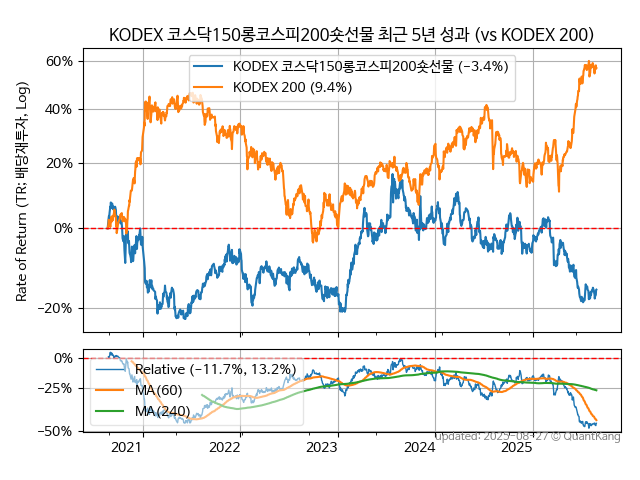 KODEX 코스닥150롱코스피200숏선물 최근 5년 성과 (vs KODEX 200)
KODEX 코스닥150롱코스피200숏선물 (−3.4%)
KODEX 200 (9.4%)
Rate of Return (TR: 배당재투자, Log)
60%
40%
20%
0%
−20%
0%
−25%
−50%
Relative (−11.7%, 13.2%)
MA(60)
MA(240)
2021 2022 2023 2024 2025
updated: 2025-08-27 © QuantKang